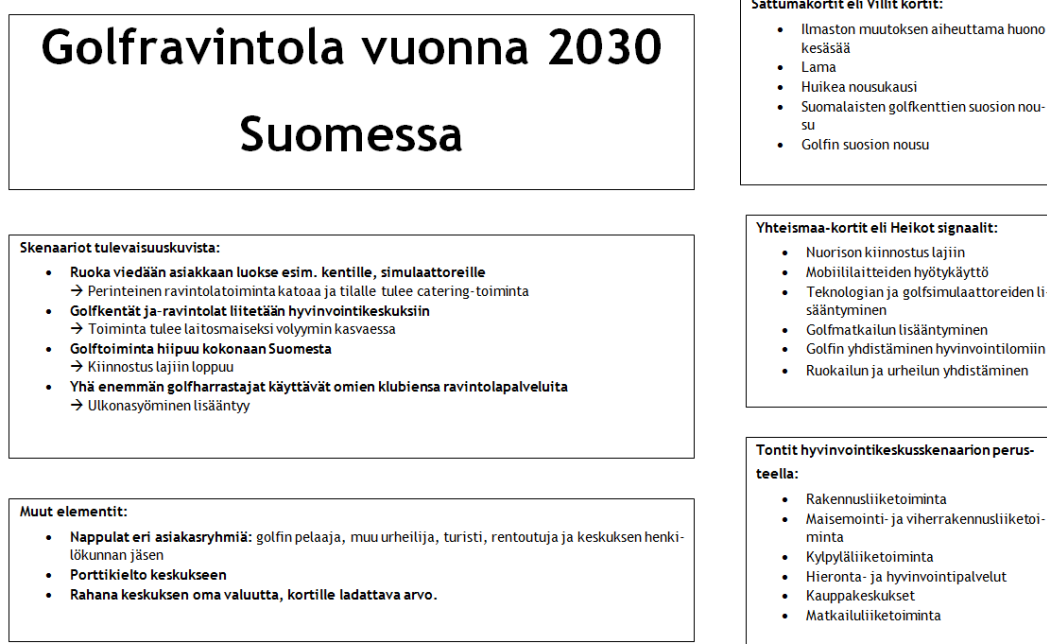 Golfravintola vuonna 2030
Suomessa
Skenaariot tulevaisuuskuvista:
• Ruoka viedään asiakkaan luokse esim. kentille, simulaattoreille
→ Perinteinen ravintolatoiminta katoaa ja tilalle tulee catering-toiminta
• Golfkentät ja-ravintolat liitetään hyvinvointikeskuksiin
→ Toiminta tulee laitosmaiseksi volyymin kasvaessa
• Golftoiminta hiipuu kokonaan Suomesta
→ Kiinnostus lajiin loppuu
• Yhä enemmän golfharrastajat käyttävät omien klubiensa ravintolapalveluita
→ Ulkonasyöminen lisääntyy
Muut elementit:
• Nappulat eri asiakasryhmiä: golfin pelaaja, muu urheilija, turisti, rentoutuja ja keskuksen henki-
lökunnan jäsen
• Porttikielto keskukseen
• Rahana keskuksen oma valuutta, kortille ladattava arvo.
Sattumakortit eli Villit kortit:
• Ilmaston muutoksen aiheuttama huono
kesäsää
• Lama
• Huikea nousukausi
• Suomalaisten golfkenttien suosion nou-
su
• Golfin suosion nousu
Yhteismaa-kortit eli Heikot signaalit:
• Nuorison kiinnostus lajiin
• Mobiililaitteiden hyötykäyttö
• Teknologian ja golfsimulaattoreiden li-
sääntyminen
• Golfmatkailun lisääntyminen
• Golfin yhdistäminen hyvinvointilomiin
• Ruokailun ja urheilun yhdistäminen
Tontit hyvinvointikeskusskenaarion perus-
teella:
• Rakennusliiketoiminta
• Maisemointi- ja viherrakennusliiketoi-
minta
• Kylpyläliiketoiminta
• Hieronta- ja hyvinvointipalvelut
• Kauppakeskukset
• Matkailuliiketoiminta